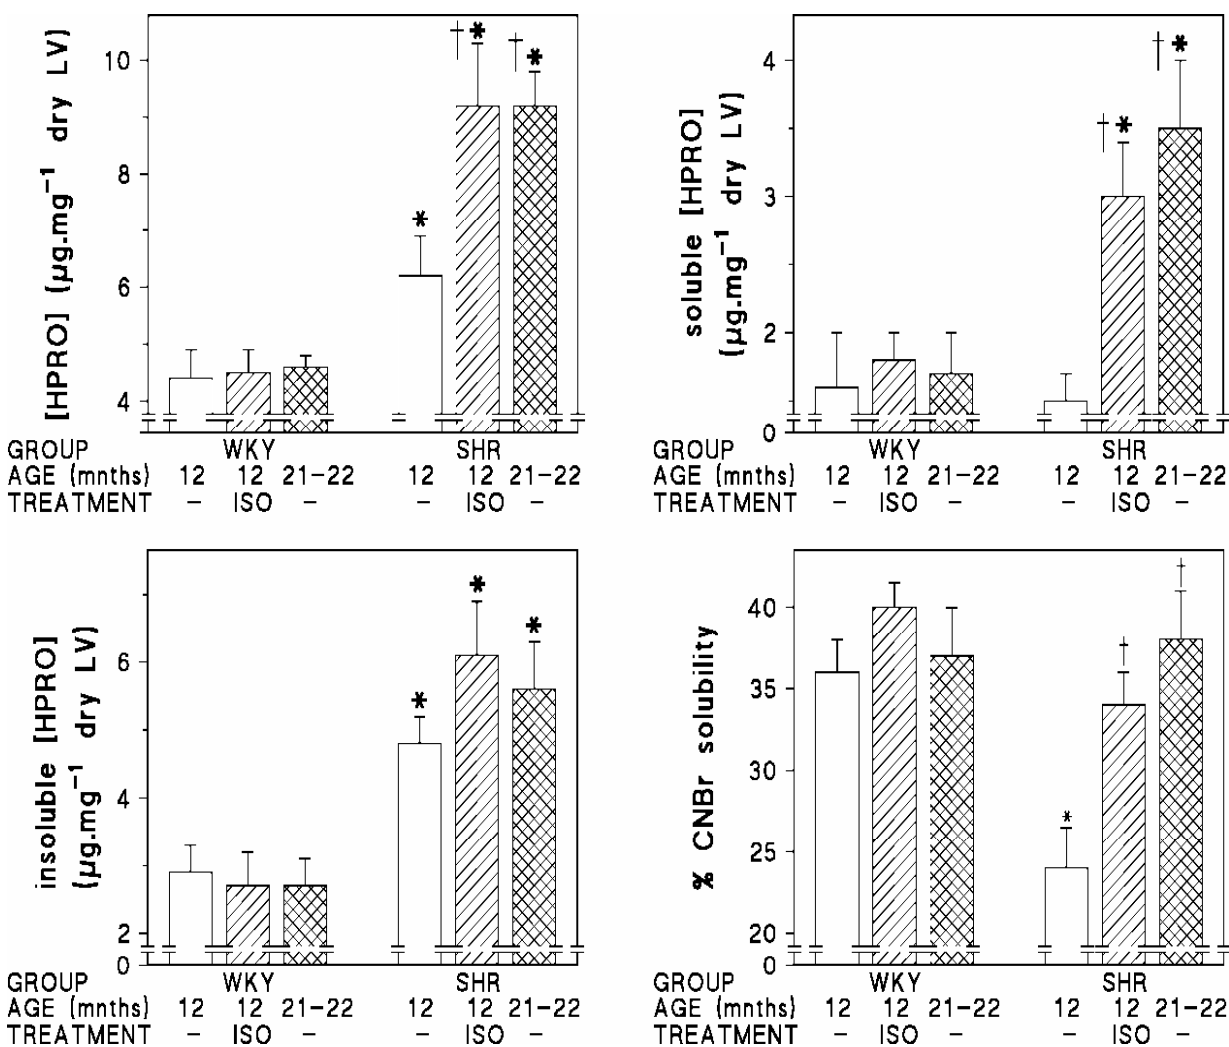 [HPRO] (µg.mg⁻¹ dry LV)
10
8
6
4
†*
†*
*
GROUP WKY SHR
AGE (mnths) 12 12 21-22 12 12 21-22
TREATMENT - ISO - - ISO -
soluble [HPRO]
(µg.mg⁻¹ dry LV)
4
3
2
0
†*
†*
GROUP WKY SHR
AGE (mnths) 12 12 21-22 12 12 21-22
TREATMENT - ISO - - ISO -
insoluble [HPRO]
(µg.mg⁻¹ dry LV)
6
4
2
0
*
*
*
GROUP WKY SHR
AGE (mnths) 12 12 21-22 12 12 21-22
TREATMENT - ISO - - ISO -
% CNBr solubility
40
35
30
25
20
0
†
†
*
GROUP WKY SHR
AGE (mnths) 12 12 21-22 12 12 21-22
TREATMENT - ISO - - ISO -